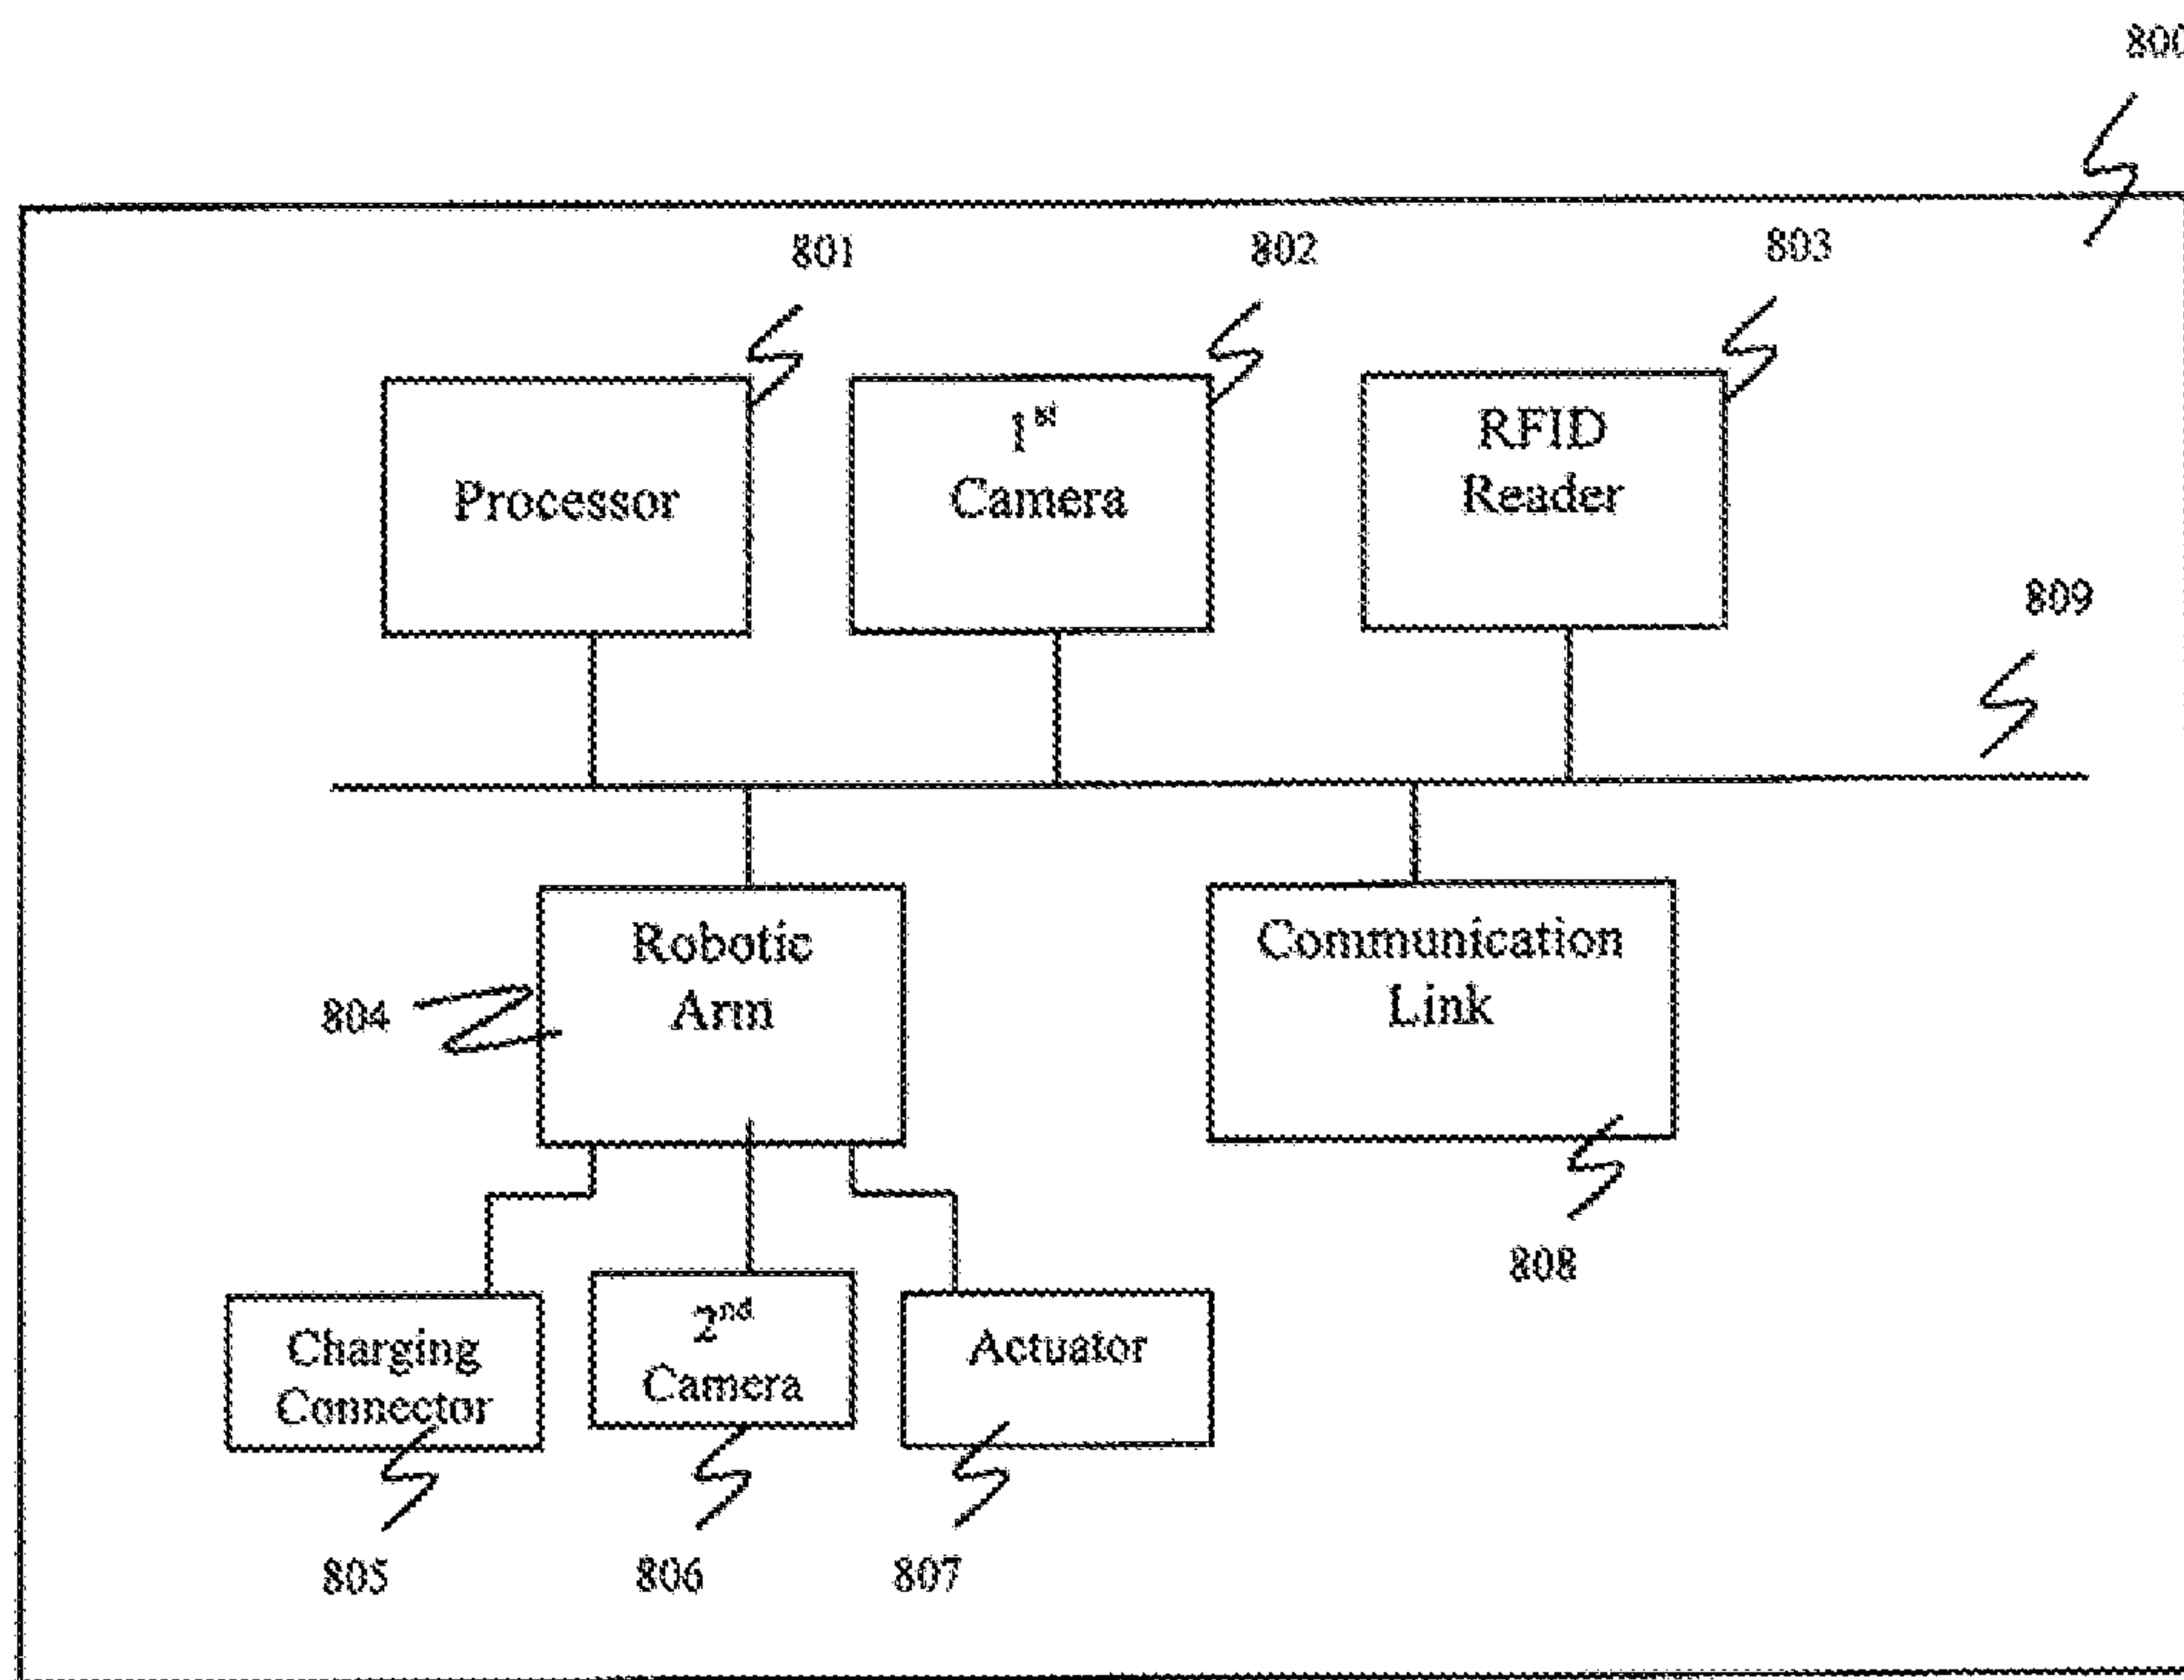 800
801
802
803
Processor
1st
Camera
RFID
Reader
809
Robotic
Arm
Communication
Link
804
808
Charging
Connector
2nd
Camera
Actuator
805
806
807